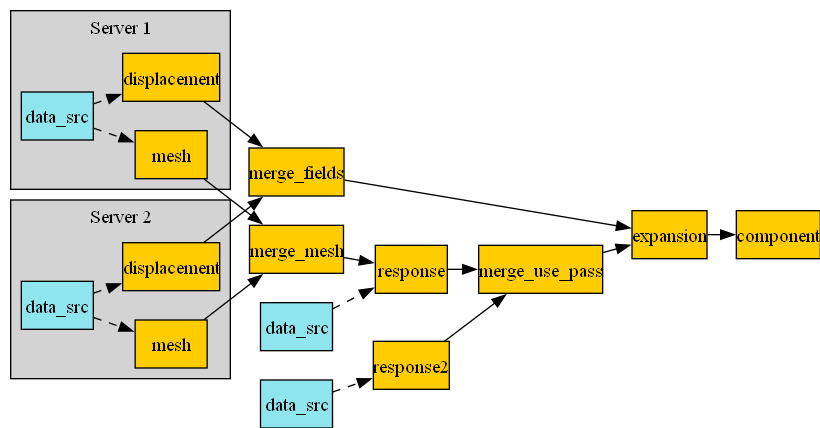 Server 1
displacement
data_src
mesh
merge_fields
Server 2
displacement
data_src
mesh
merge_mesh
response
data_src
response2
data_src
merge_use_pass
expansion
component